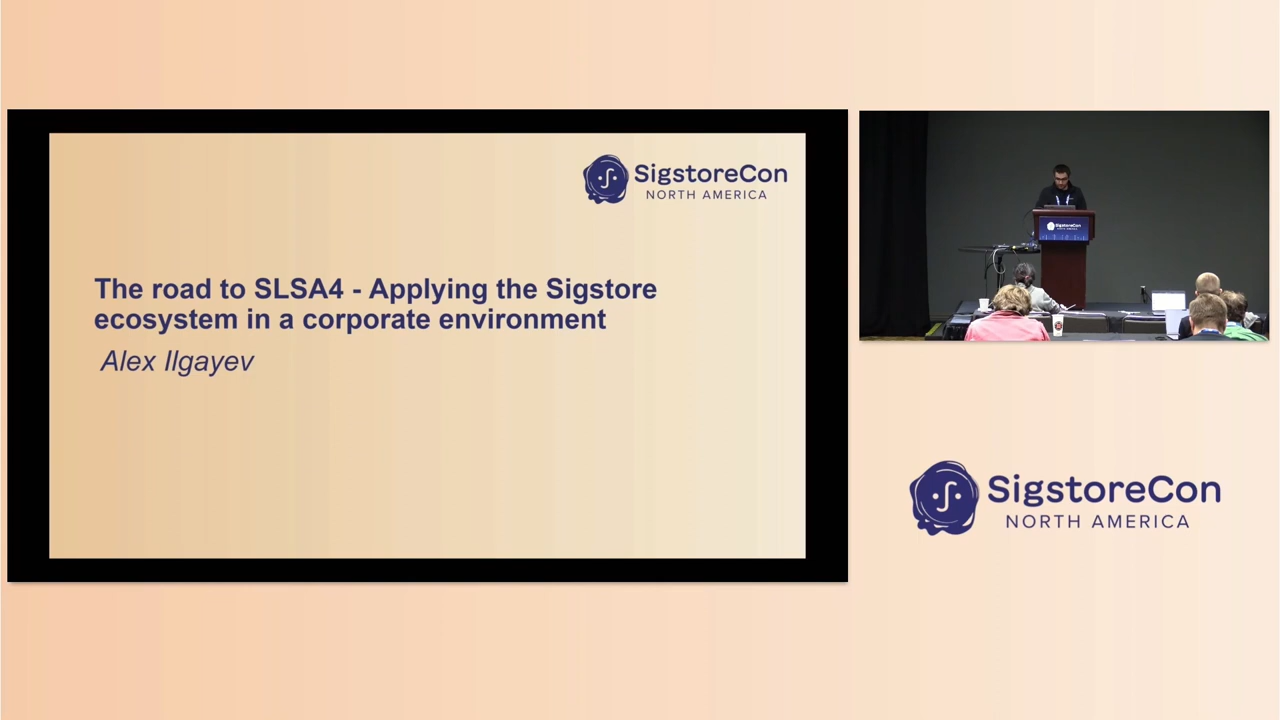 SigstoreCon
NORTH AMERICA
The road to SLSA4 - Applying the Sigstore
ecosystem in a corporate environment
Alex Ilgayev
SigstoreCon
SigstoreCon
NORTH AMERICA